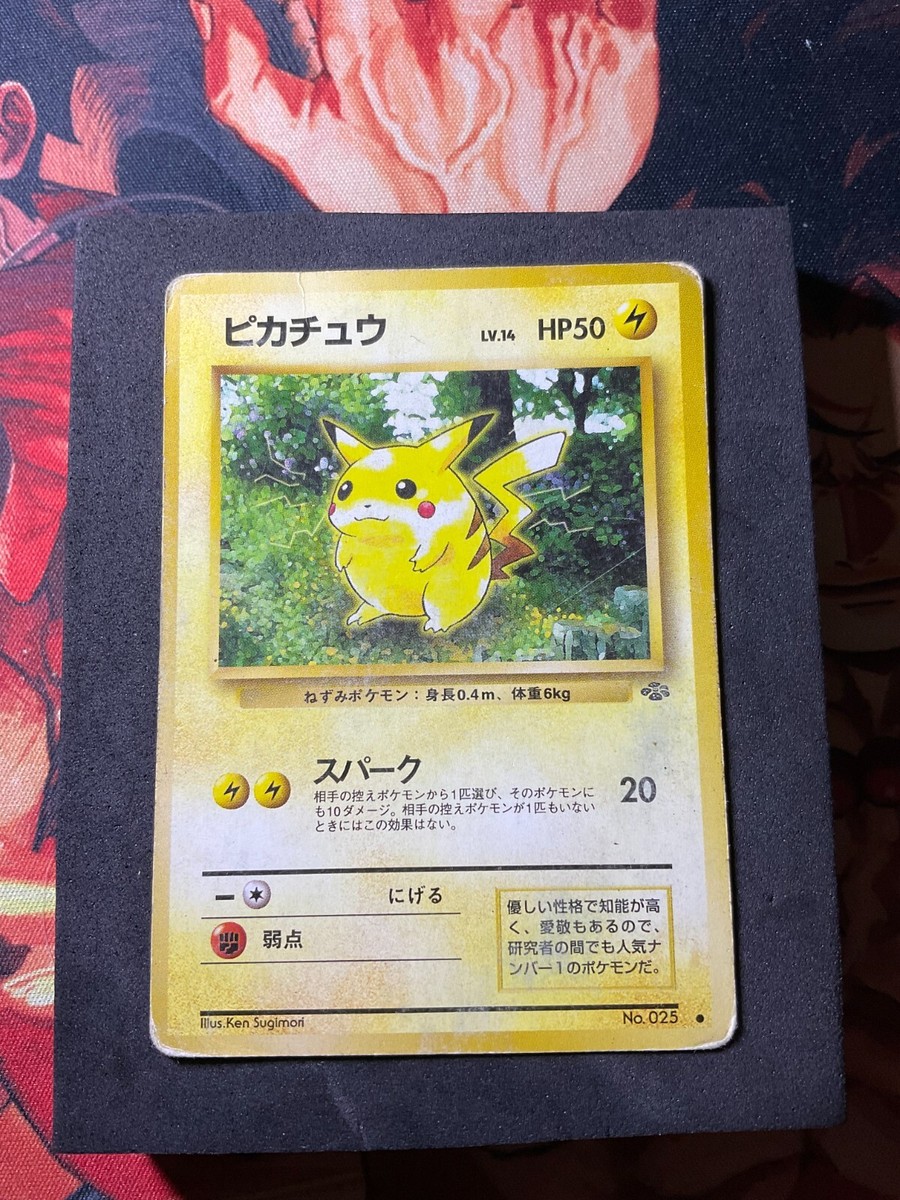 ピカチュウ LV.14 HP50
ねずみポケモン：身長0.4m、体重6kg
スパーク 20
相手の控えポケモンから1匹選び、そのポケモンに
も10ダメージ。相手の控えポケモンが1匹もいない
ときにはこの効果はない。
ー にげる
弱点
優しい性格で知能が高
く、愛敬もあるので、
研究者の間でも人気ナ
ンバー1のポケモンだ。
Illus.Ken Sugimori No. 025